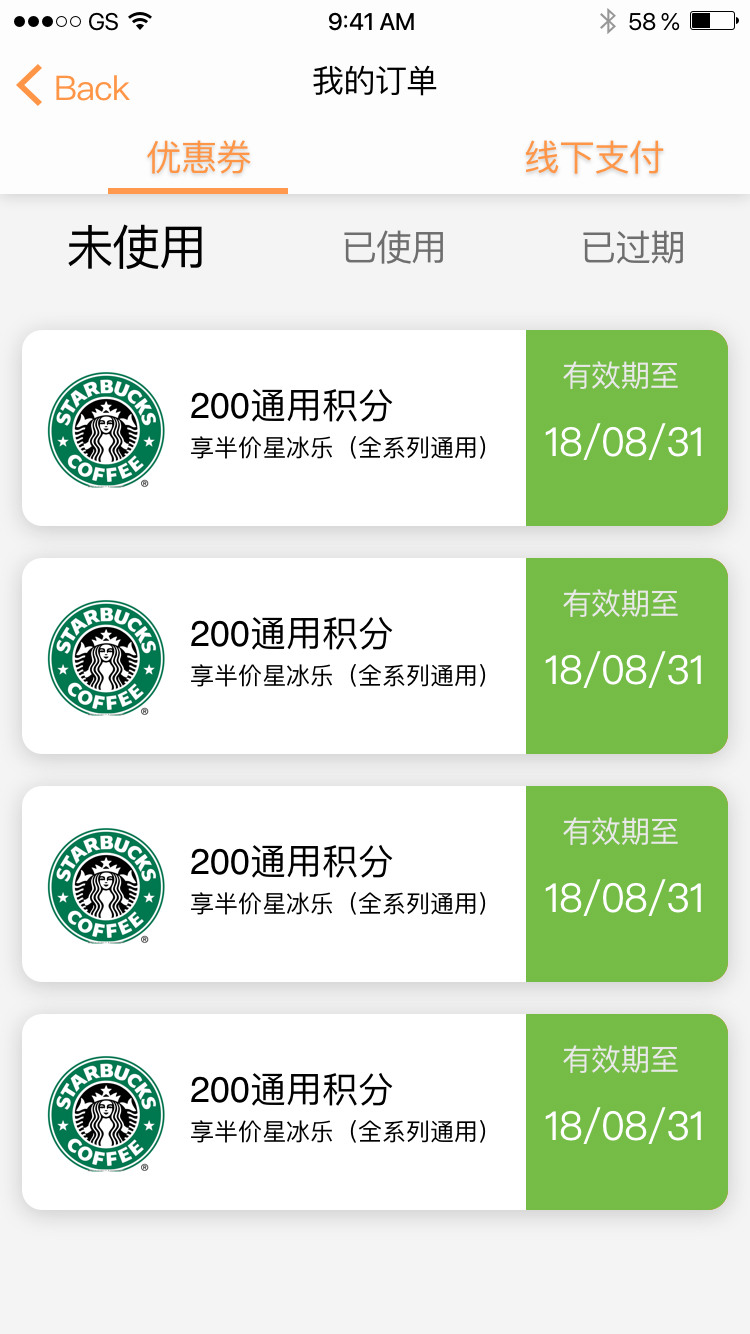 GS 9:41 AM 58%
Back 我的订单
优惠券 线下支付
未使用 已使用 已过期
STARBUCKS
COFFEE
®
200通用积分
享半价星冰乐（全系列通用）
有效期至
18/08/31
STARBUCKS
COFFEE
®
200通用积分
享半价星冰乐（全系列通用）
有效期至
18/08/31
STARBUCKS
COFFEE
®
200通用积分
享半价星冰乐（全系列通用）
有效期至
18/08/31
STARBUCKS
COFFEE
®
200通用积分
享半价星冰乐（全系列通用）
有效期至
18/08/31